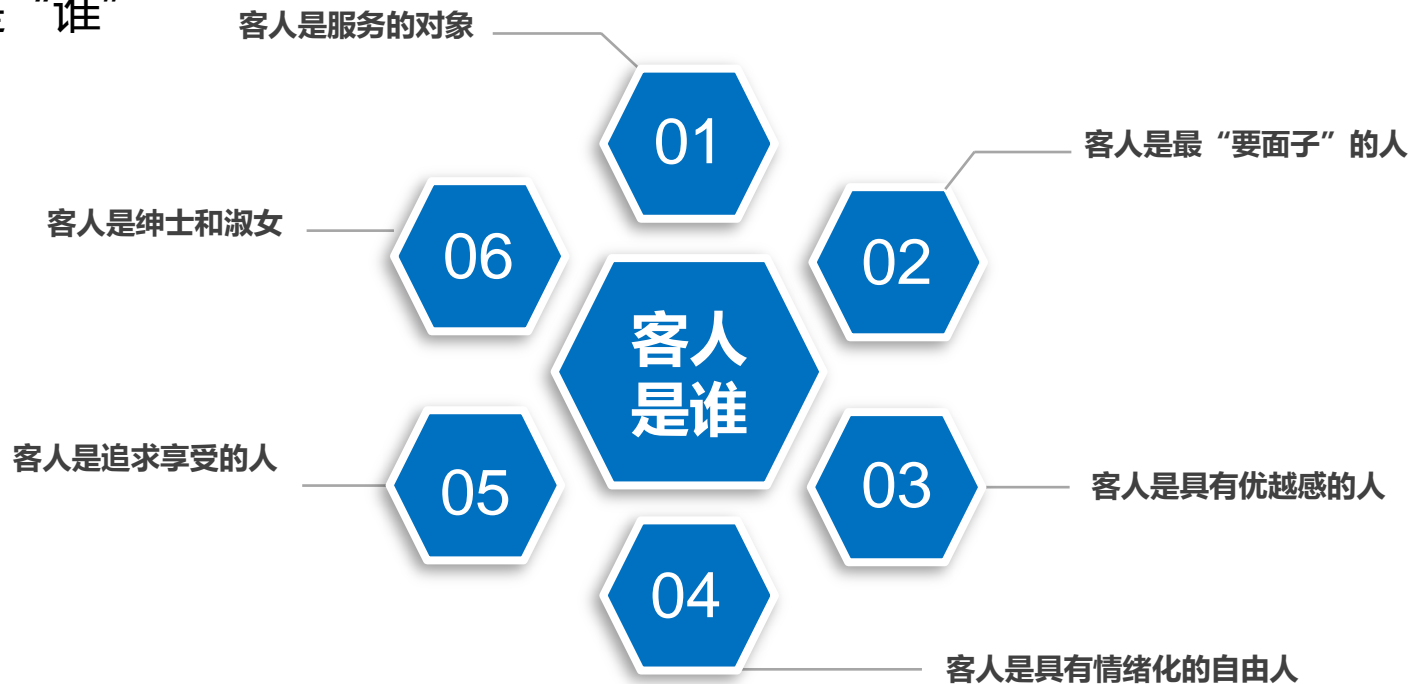 “谁”
客人是服务的对象
01
客人是最“要面子”的人
02
客人是具有优越感的人
03
客人是具有情绪化的自由人
04
客人是追求享受的人
05
客人是绅士和淑女
06
客人
是谁